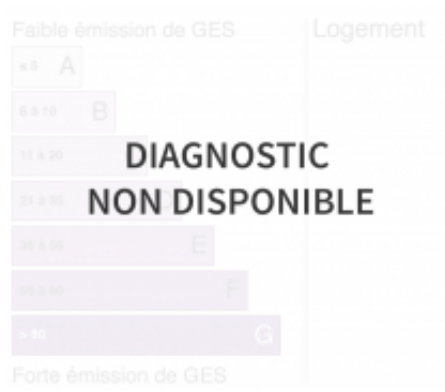 Faible émission de GES
Logement
≤ 5 A
6 à 10 B
11 à 20
DIAGNOSTIC
21 à 35 D
NON DISPONIBLE
36 à 55 E
56 à 80 F
> 80 G
Forte émission de GES